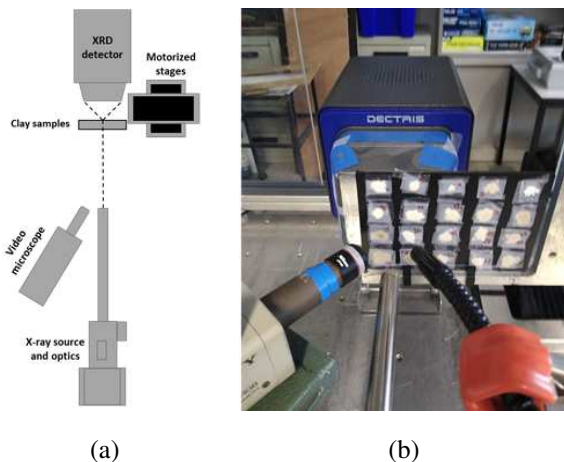 XRD
detector
Motorized
stages
Clay samples
Video
microscope
X-ray source
and optics
DECTRIS
(a)
(b)